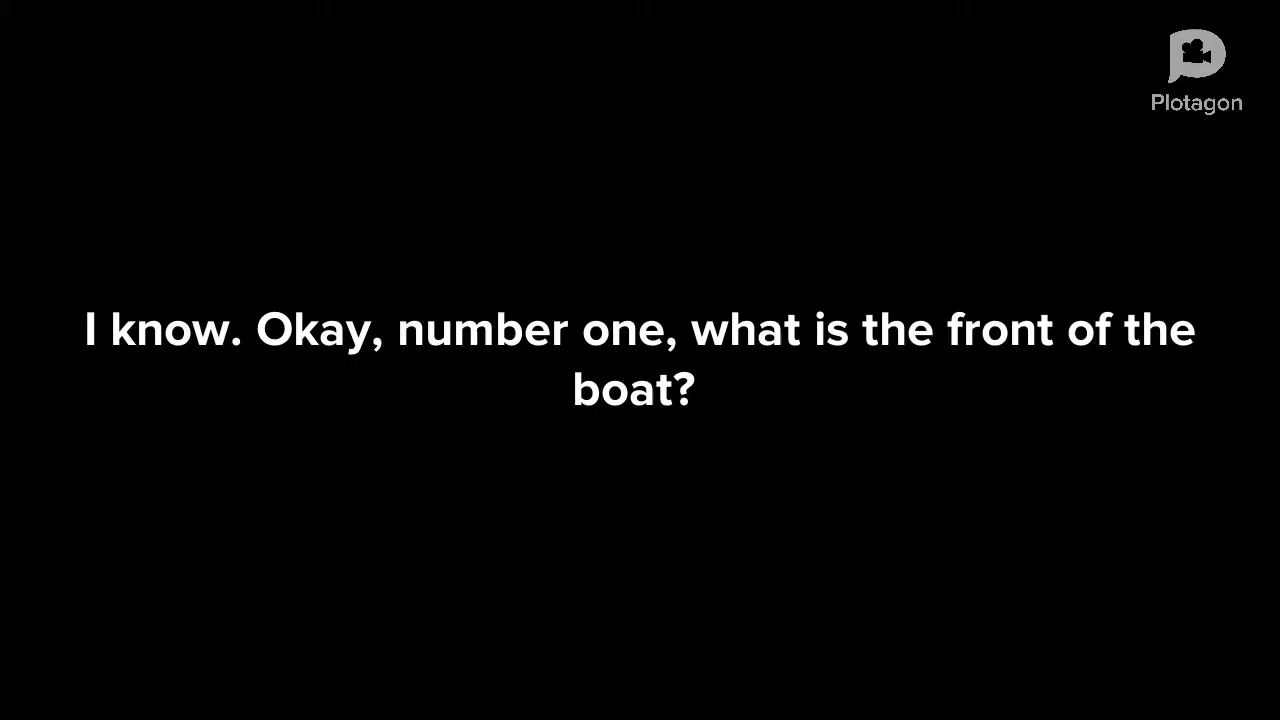 Plotagon
I know. Okay, number one, what is the front of the
boat?